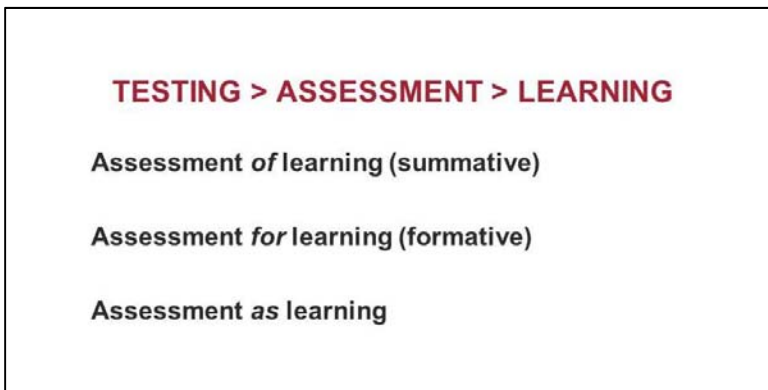 TESTING > ASSESSMENT > LEARNING
Assessment of learning (summative)
Assessment for learning (formative)
Assessment as learning